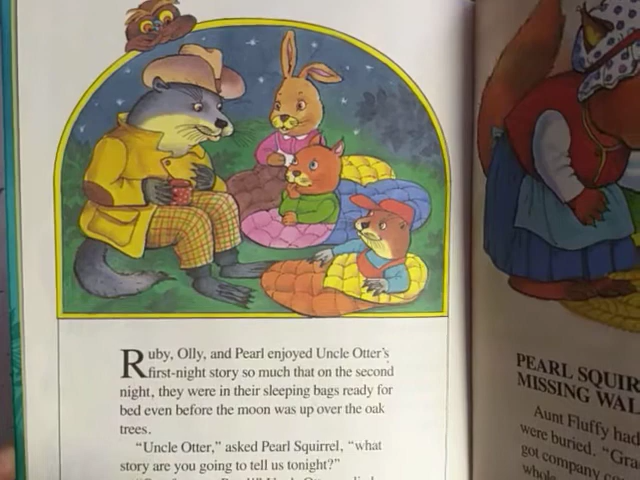 Ruby, Olly, and Pearl enjoyed Uncle Otter's
first-night story so much that on the second
night, they were in their sleeping bags ready for
bed even before the moon was up over the oak
trees.
"Uncle Otter," asked Pearl Squirrel, "what
story are you going to tell us tonight?"
PEARL SQUIR
MISSING WAL
Aunt Fluffy had
were buried. "Gra
got company co
whole